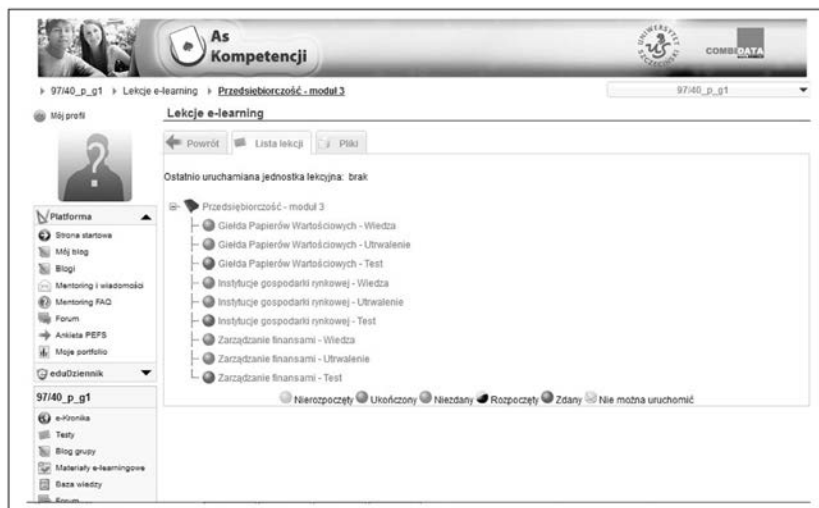 As
Kompetencji
UNIWERSYTET
SZCZECIŃSKI
COMBIDATA
97/40_p_g1 Lekcje e-learning Przedsiębiorczość - moduł 3
97/40_p_g1
Mój profil
Lekcje e-learning
Powrót Lista lekcji Pliki
Ostatnio uruchamiana jednostka lekcyjna: brak
Przedsiębiorczość - moduł 3
Giełda Papierów Wartościowych - Wiedza
Giełda Papierów Wartościowych - Utrwalenie
Giełda Papierów Wartościowych - Test
Instytucje gospodarki rynkowej - Wiedza
Instytucje gospodarki rynkowej - Utrwalenie
Instytucje gospodarki rynkowej - Test
Zarządzanie finansami - Wiedza
Zarządzanie finansami - Utrwalenie
Zarządzanie finansami - Test
Nierozpoczęty Ukończony Niezdany Rozpoczęty Zdany Nie można uruchomić
Platforma
Strona startowa
Mój blog
Blogi
Mentoring i wiadomości
Mentoring FAQ
Forum
Ankieta PEFS
Moje portfolio
eduDziennik
97/40_p_g1
e-Kronika
Testy
Blog grupy
Materiały e-learningowe
Baza wiedzy
Forum